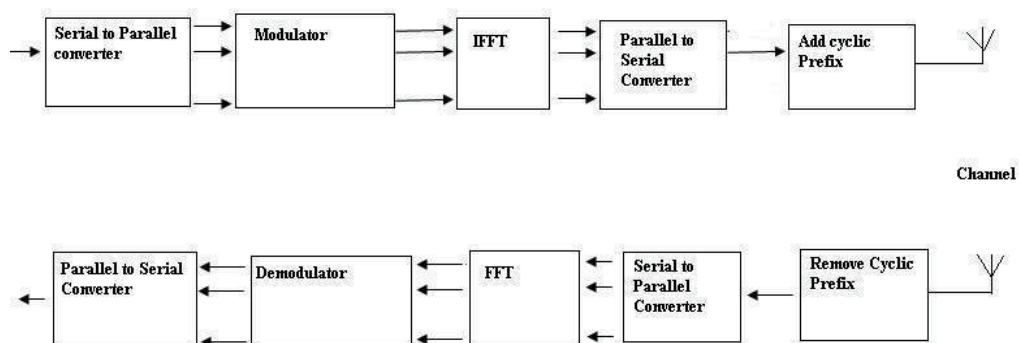 Serial to Parallel
converter
Modulator
IFFT
Parallel to
Serial
Converter
Add cyclic
Prefix
Channel
Parallel to Serial
Converter
Demodulator
FFT
Serial to
Parallel
Converter
Remove Cyclic
Prefix